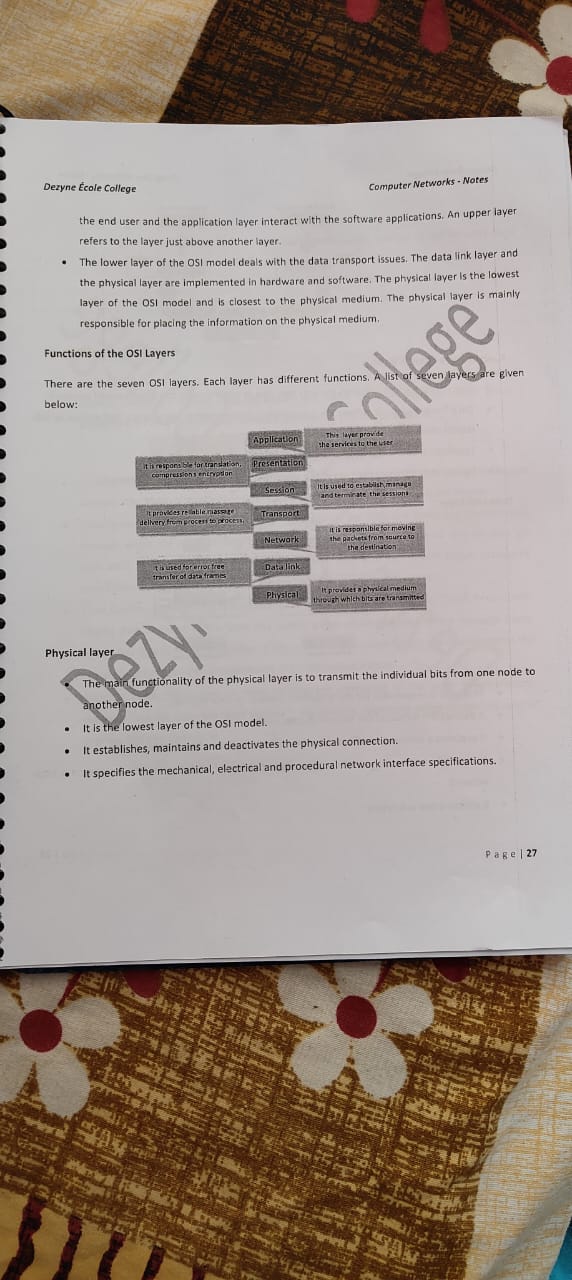 Dezyne École College
Computer Networks - Notes
the end user and the application layer interact with the software applications. An upper layer
refers to the layer just above another layer.
• The lower layer of the OSI model deals with the data transport issues. The data link layer and
the physical layer are implemented in hardware and software. The physical layer is the lowest
layer of the OSI model and is closest to the physical medium. The physical layer is mainly
responsible for placing the information on the physical medium.
Functions of the OSI Layers
There are the seven OSI layers. Each layer has different functions. A list of seven layers are given
below:
Application
This layer provide
the services to the user
It is responsible for translation,
compressions encryption
Presentation
Session
It is used to establish, manage
and terminate the sessions
It provides reliable massage
delivery from process to process.
Transport
Network
It is responsible for moving
the packets from source to
the destination
It is used for error free
transfer of data frames
Data link
Physical
It provides a physical medium
through which bits are transmitted
Physical layer
• The main functionality of the physical layer is to transmit the individual bits from one node to
another node.
• It is the lowest layer of the OSI model.
• It establishes, maintains and deactivates the physical connection.
• It specifies the mechanical, electrical and procedural network interface specifications.
Page | 27